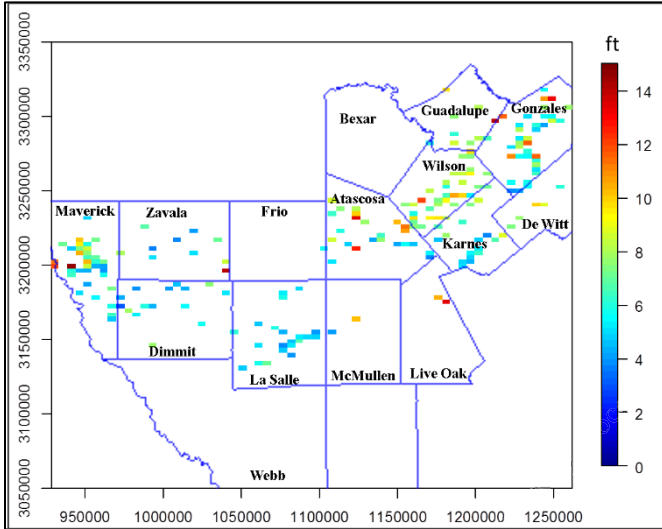 ft
3350000
3300000
3250000
3200000
3150000
3100000
3050000
Bexar
Guadalupe
Gonzales
Wilson
Atascosa
Maverick
Zavala
Frio
De Witt
Karnes
Dimmit
La Salle
McMullen
Live Oak
Webb
950000 1000000 1050000 1100000 1150000 1200000 1250000
14
12
10
8
6
4
2
0